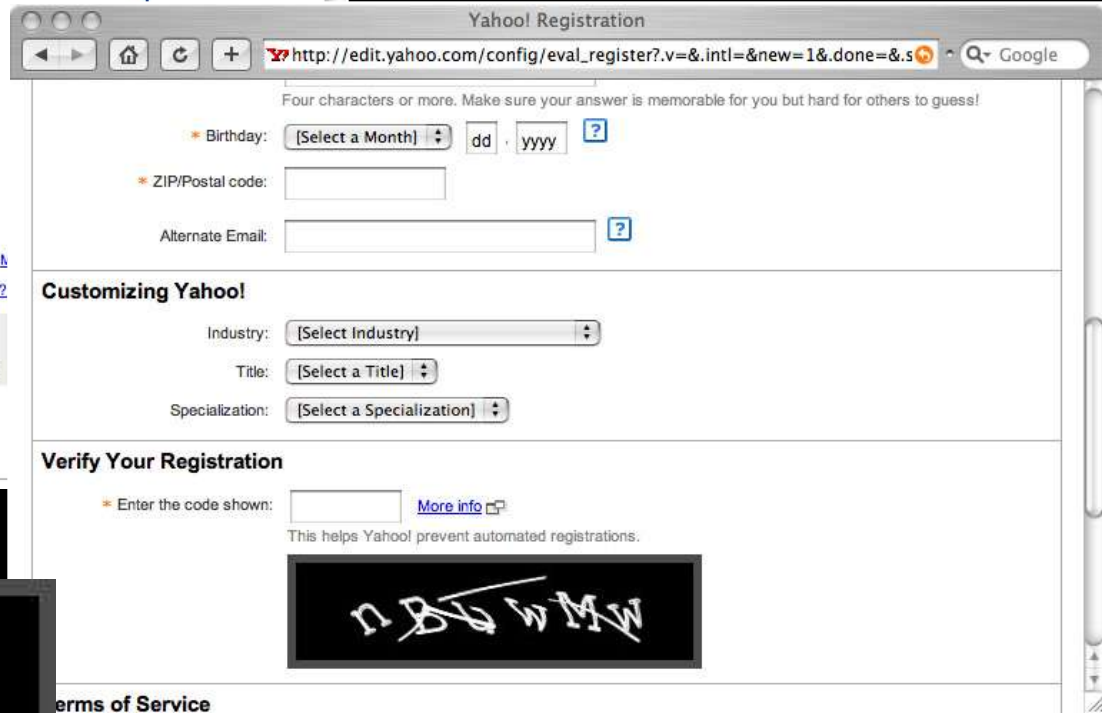 Yahoo! Registration
http://edit.yahoo.com/config/eval_register?.v=&.intl=&new=1&.done=&.s
Google
Four characters or more. Make sure your answer is memorable for you but hard for others to guess!
* Birthday: [Select a Month] dd , yyyy ?
* ZIP/Postal code:
Alternate Email: ?
Customizing Yahoo!
Industry: [Select Industry]
Title: [Select a Title]
Specialization: [Select a Specialization]
Verify Your Registration
* Enter the code shown: More info
This helps Yahoo! prevent automated registrations.
erms of Service